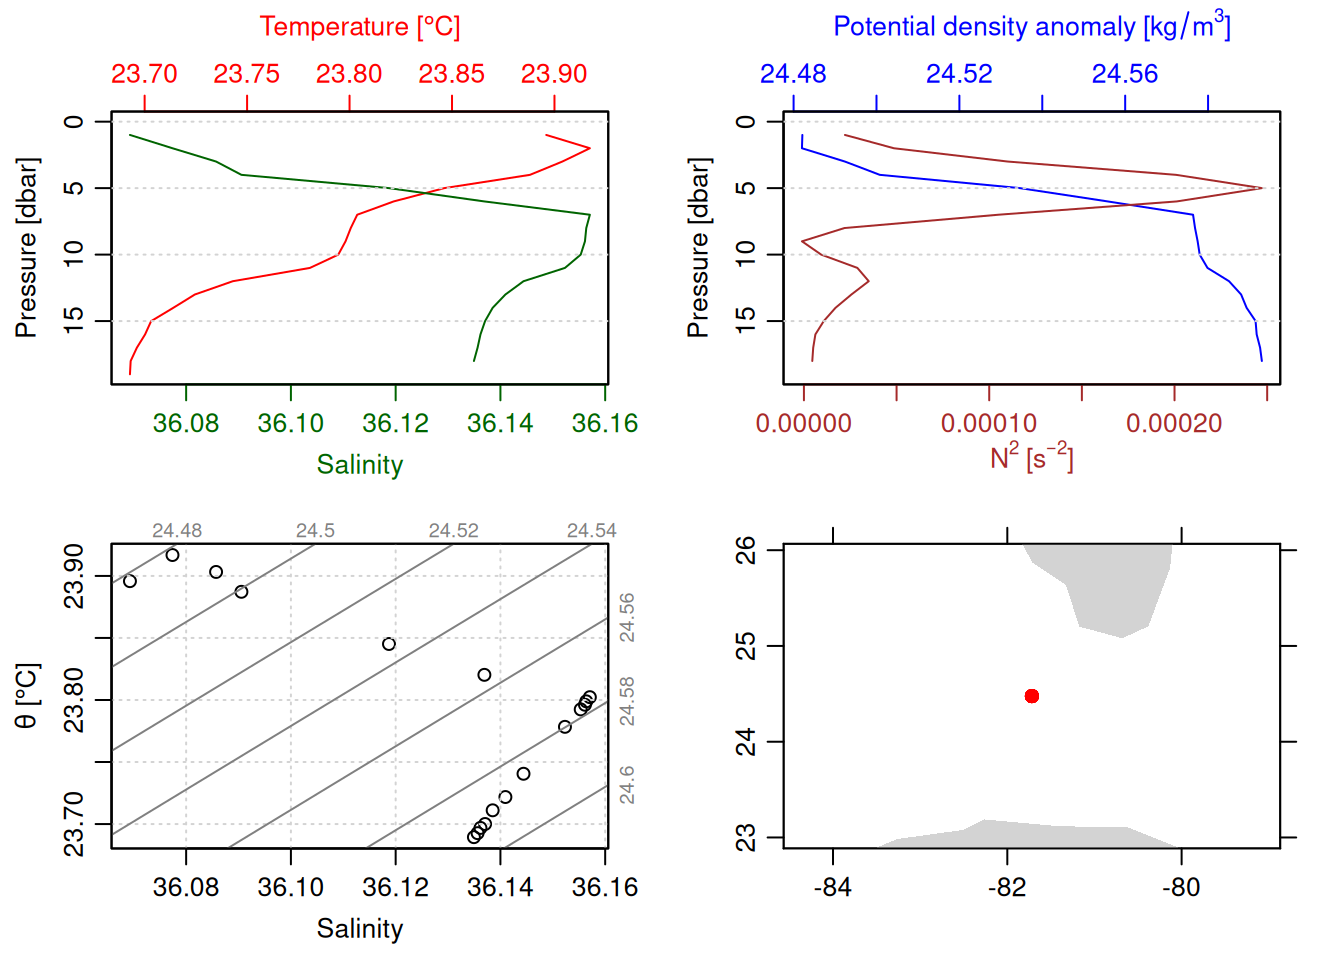 Temperature [°C]
23.70 23.75 23.80 23.85 23.90
Pressure [dbar]
0
5
10
15
36.08 36.10 36.12 36.14 36.16
Salinity
Potential density anomaly [kg/m³]
24.48 24.52 24.56
Pressure [dbar]
0
5
10
15
0.00000 0.00010 0.00020
N² [s⁻²]
24.48 24.5 24.52 24.54
24.56
24.58
24.6
θ [°C]
23.90
23.80
23.70
36.08 36.10 36.12 36.14 36.16
Salinity
26
25
24
23
-84 -82 -80